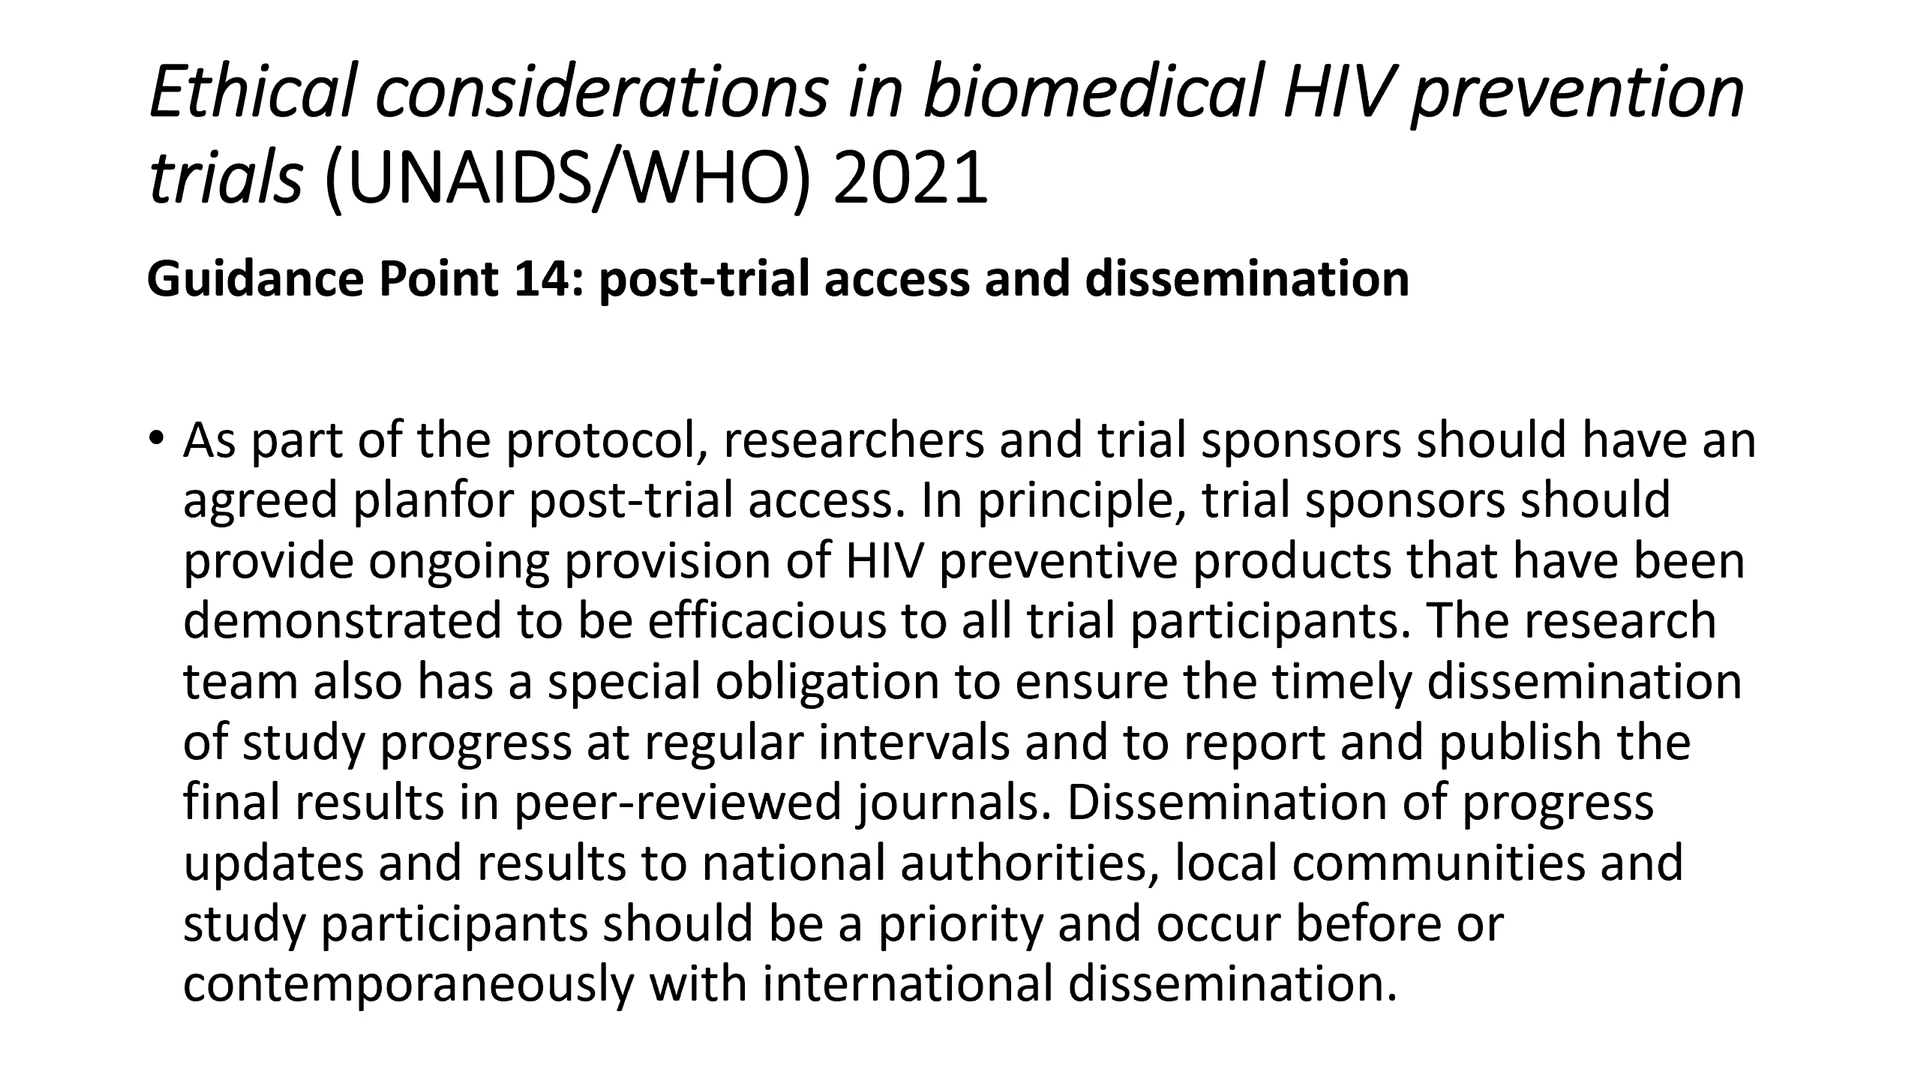 Ethical considerations in biomedical HIV prevention
trials (UNAIDS/WHO) 2021
Guidance Point 14: post-trial access and dissemination
• As part of the protocol, researchers and trial sponsors should have an
agreed planfor post-trial access. In principle, trial sponsors should
provide ongoing provision of HIV preventive products that have been
demonstrated to be efficacious to all trial participants. The research
team also has a special obligation to ensure the timely dissemination
of study progress at regular intervals and to report and publish the
final results in peer-reviewed journals. Dissemination of progress
updates and results to national authorities, local communities and
study participants should be a priority and occur before or
contemporaneously with international dissemination.